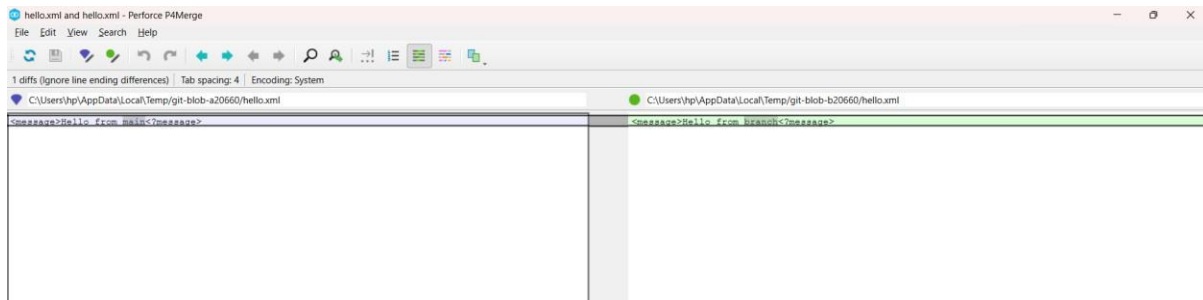 hello.xml and hello.xml - Perforce P4Merge
File Edit View Search Help
1 diffs (Ignore line ending differences) Tab spacing: 4 Encoding: System
C:\Users\hp\AppData\Local\Temp/git-blob-a20660/hello.xml
C:\Users\hp\AppData\Local\Temp/git-blob-b20660/hello.xml
<message>Hello from main<?message>
<message>Hello from branch<?message>